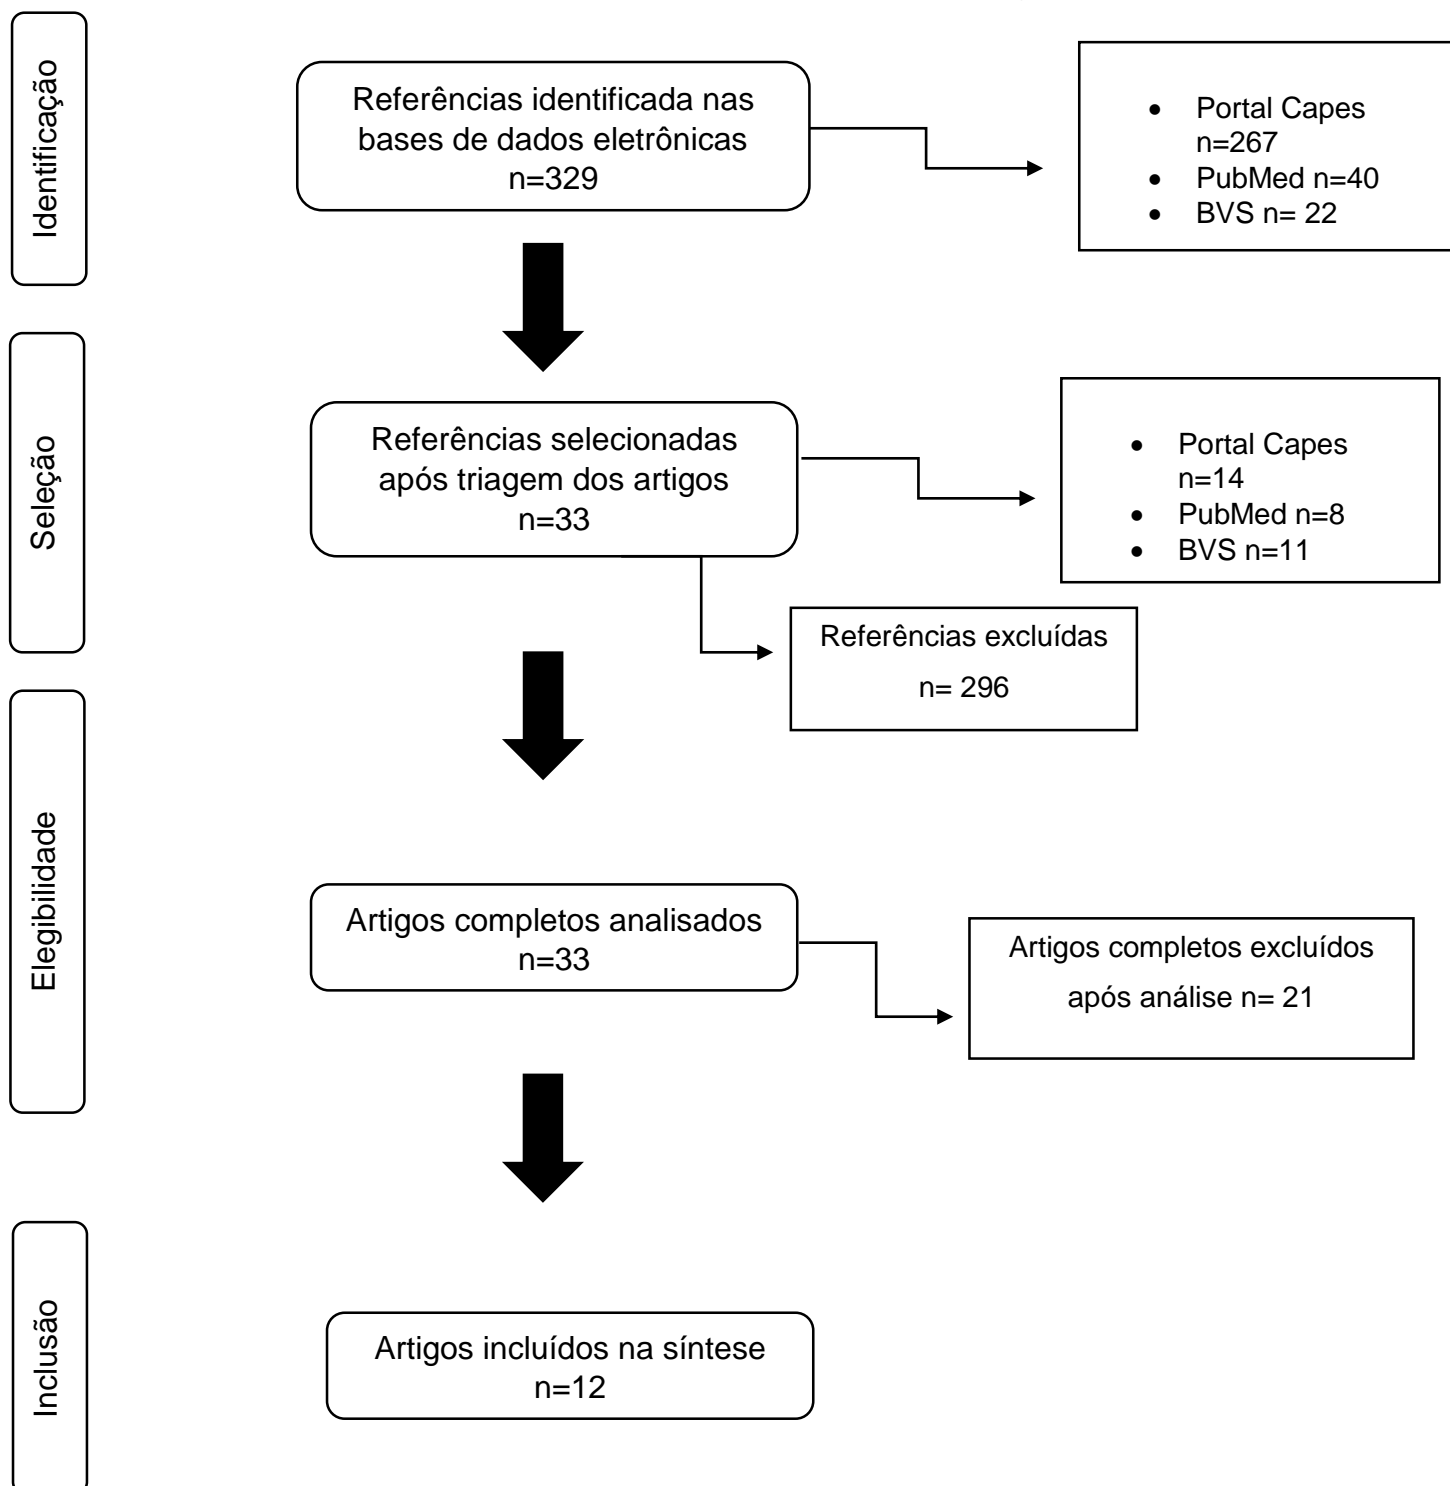 Identificação
Referências identificada nas
bases de dados eletrônicas
n=329
• Portal Capes
n=267
• PubMed n=40
• BVS n= 22
Seleção
Referências selecionadas
após triagem dos artigos
n=33
• Portal Capes
n=14
• PubMed n=8
• BVS n=11
Referências excluídas
n= 296
Elegibilidade
Artigos completos analisados
n=33
Artigos completos excluídos
após análise n= 21
Inclusão
Artigos incluídos na síntese
n=12